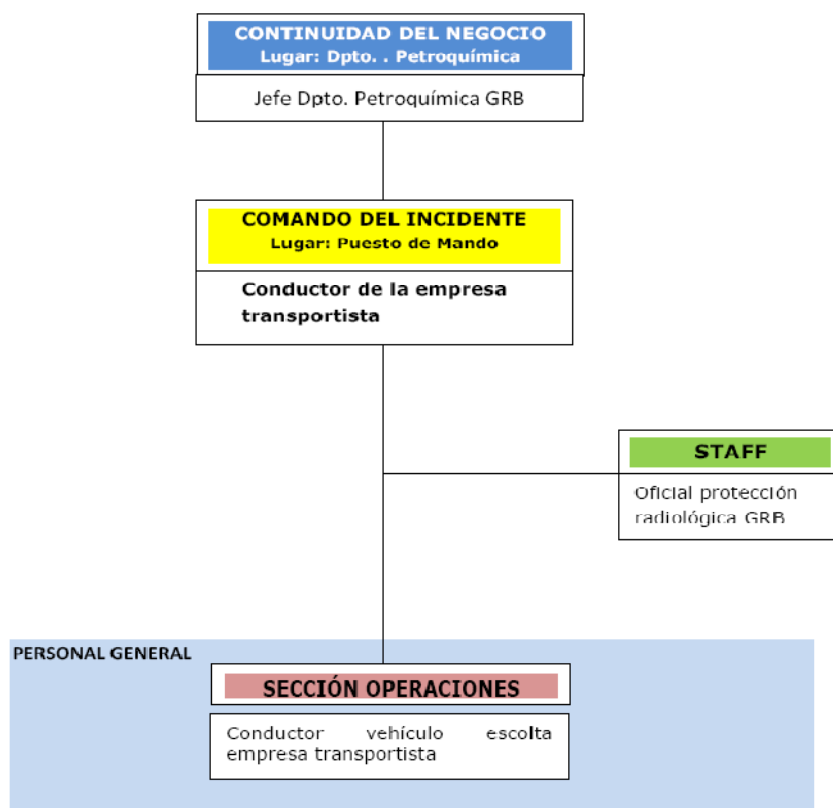 CONTINUIDAD DEL NEGOCIO
Lugar: Dpto. . Petroquímica
Jefe Dpto. Petroquímica GRB
COMANDO DEL INCIDENTE
Lugar: Puesto de Mando
Conductor de la empresa
transportista
STAFF
Oficial protección
radiológica GRB
PERSONAL GENERAL
SECCIÓN OPERACIONES
Conductor vehículo escolta
empresa transportista